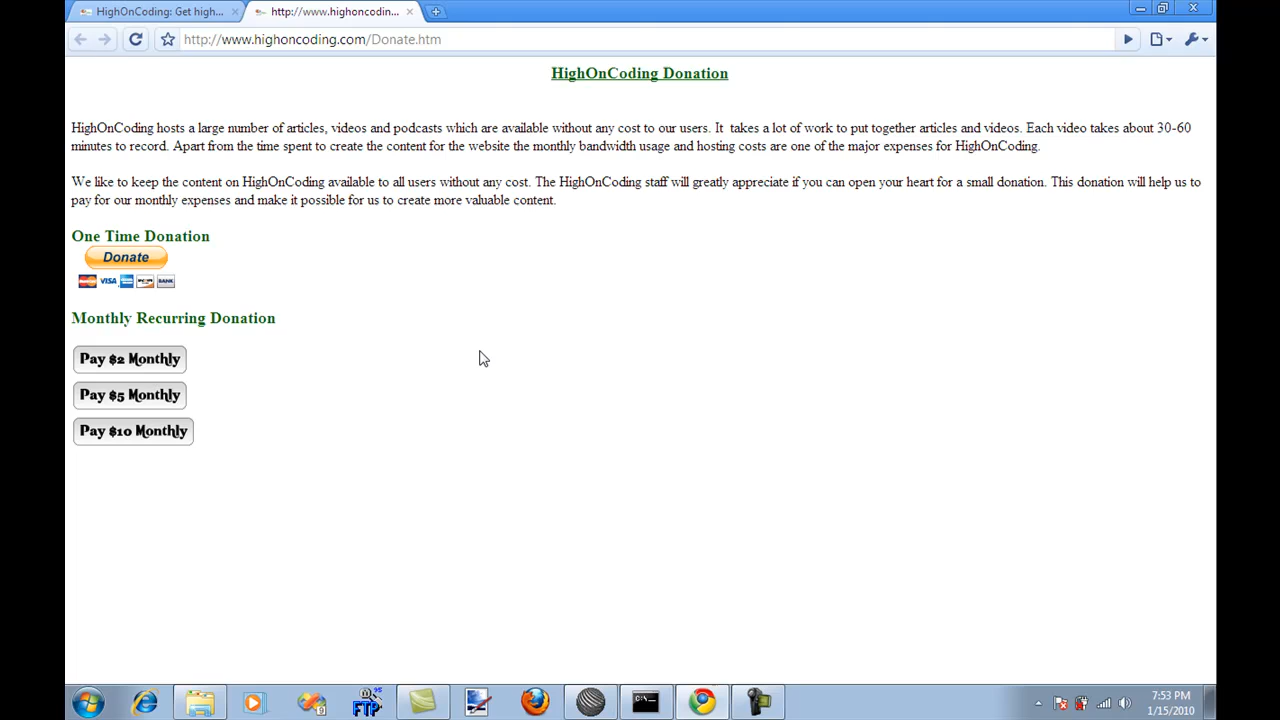 HighOnCoding: Get high...
http://www.highoncodin...
http://www.highoncoding.com/Donate.htm
HighOnCoding Donation
HighOnCoding hosts a large number of articles, videos and podcasts which are available without any cost to our users. It takes a lot of work to put together articles and videos. Each video takes about 30-60
minutes to record. Apart from the time spent to create the content for the website the monthly bandwidth usage and hosting costs are one of the major expenses for HighOnCoding.
We like to keep the content on HighOnCoding available to all users without any cost. The HighOnCoding staff will greatly appreciate if you can open your heart for a small donation. This donation will help us to
pay for our monthly expenses and make it possible for us to create more valuable content.
One Time Donation
Donate
VISA
BANK
Monthly Recurring Donation
Pay $2 Monthly
Pay $5 Monthly
Pay $10 Monthly
FTP
C:\
7:53 PM
1/15/2010